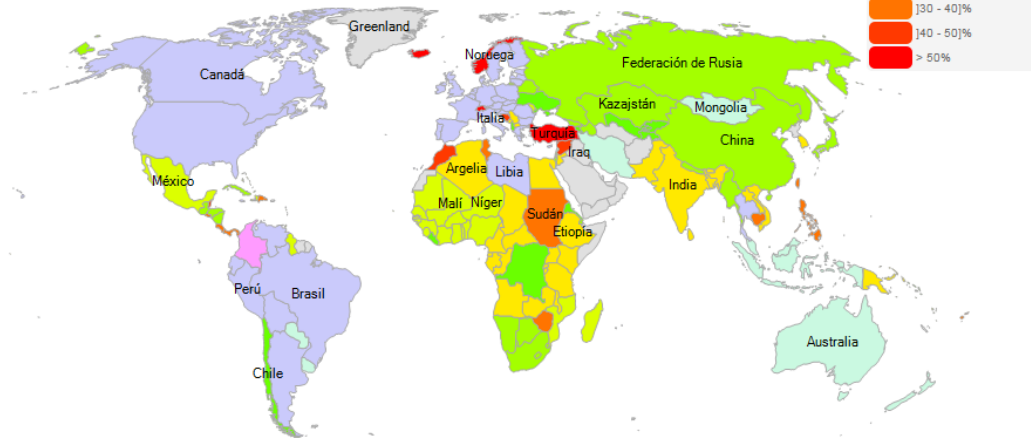 ]30 - 40]%
]40 - 50]%
> 50%
Greenland
Noruega
Canadá
Federación de Rusia
Kazajstán
Mongolia
Italia
Turquía
China
Iraq
Argelia
Libia
México
India
Malí
Níger
Sudán
Etiopía
Perú
Brasil
Australia
Chile